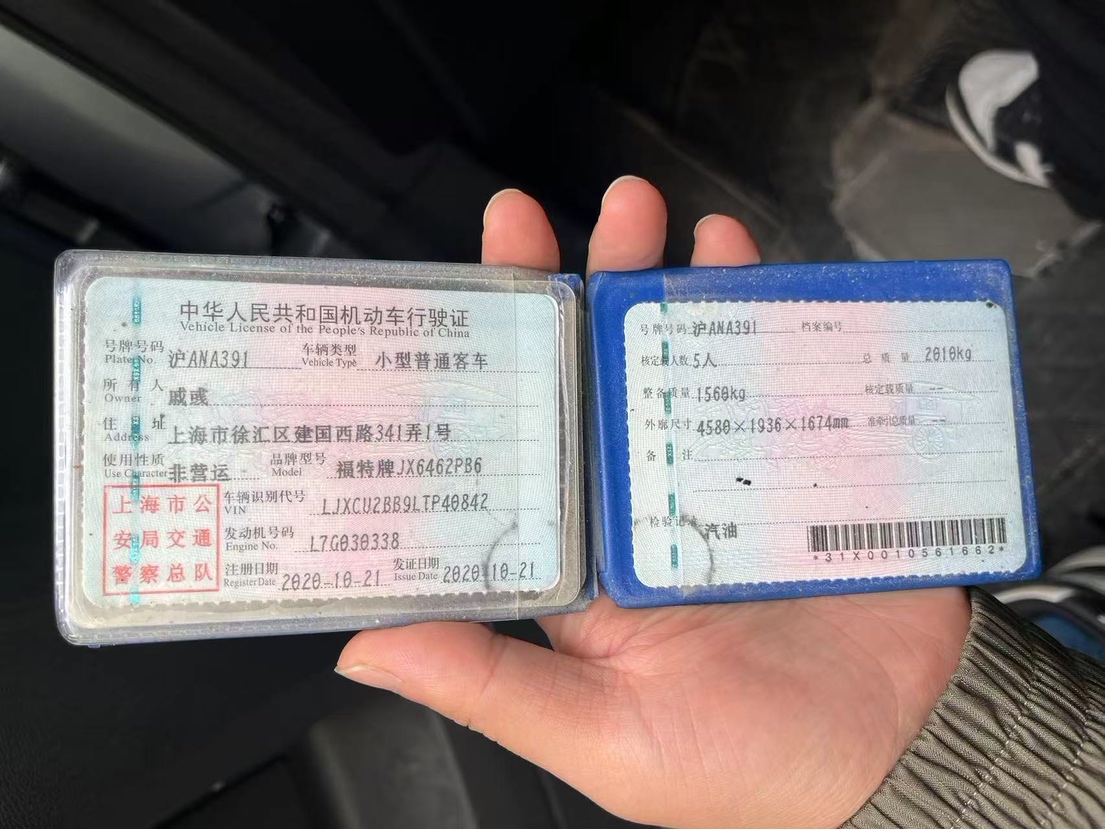 中华人民共和国机动车行驶证
Vehicle License of the People's Republic of China
号牌号码 Plate No. 沪ANA391 车辆类型 Vehicle Type 小型普通客车
所有人 Owner 戚彧
住址 Address 上海市徐汇区建国西路341弄1号
使用性质 Use Character 非营运 品牌型号 Model 福特牌JX6462PB6
上海市公
安局交通
警察总队
车辆识别代号 VIN LJXCU2BB9LTP40842
发动机号码 Engine No. L7G030338
注册日期 Register Date 2020-10-21 发证日期 Issue Date 2020-10-21
号牌号码 沪ANA391 档案编号
核定载人数 5人 总质量 2010kg
整备质量 1560kg 核定载质量 --
外廓尺寸 4580×1936×1674mm 准牵引总质量 --
备注
检验记录 汽油
*31X0010561662*